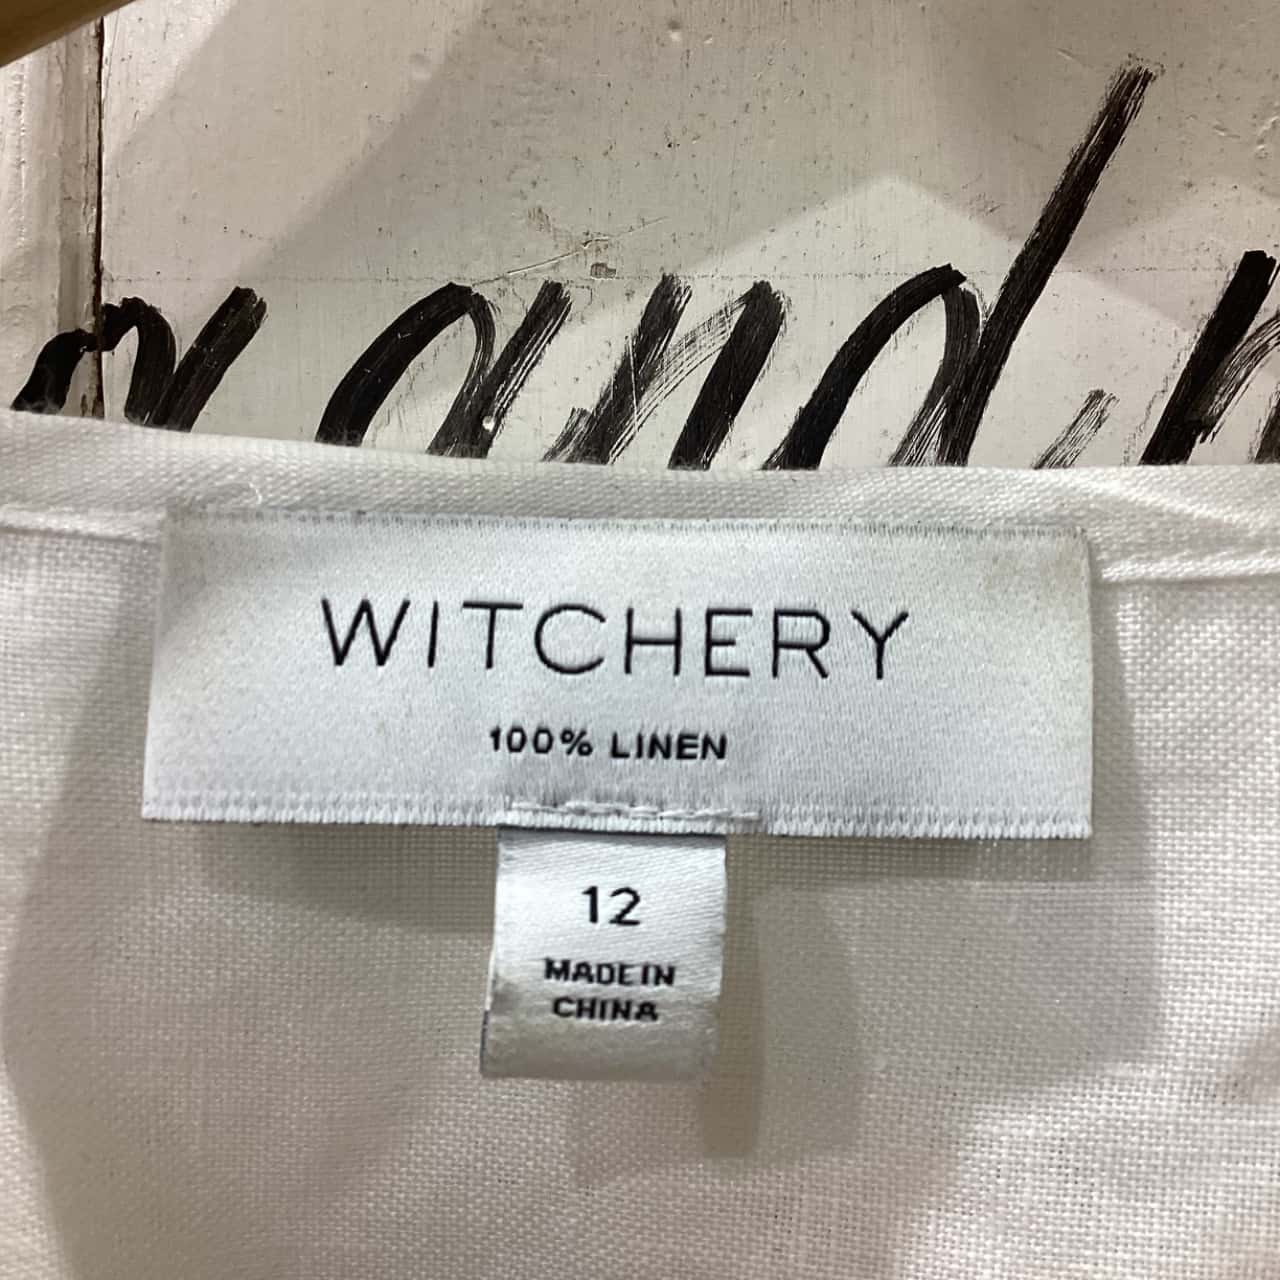 WITCHERY
100% LINEN
12
MADE IN
CHINA